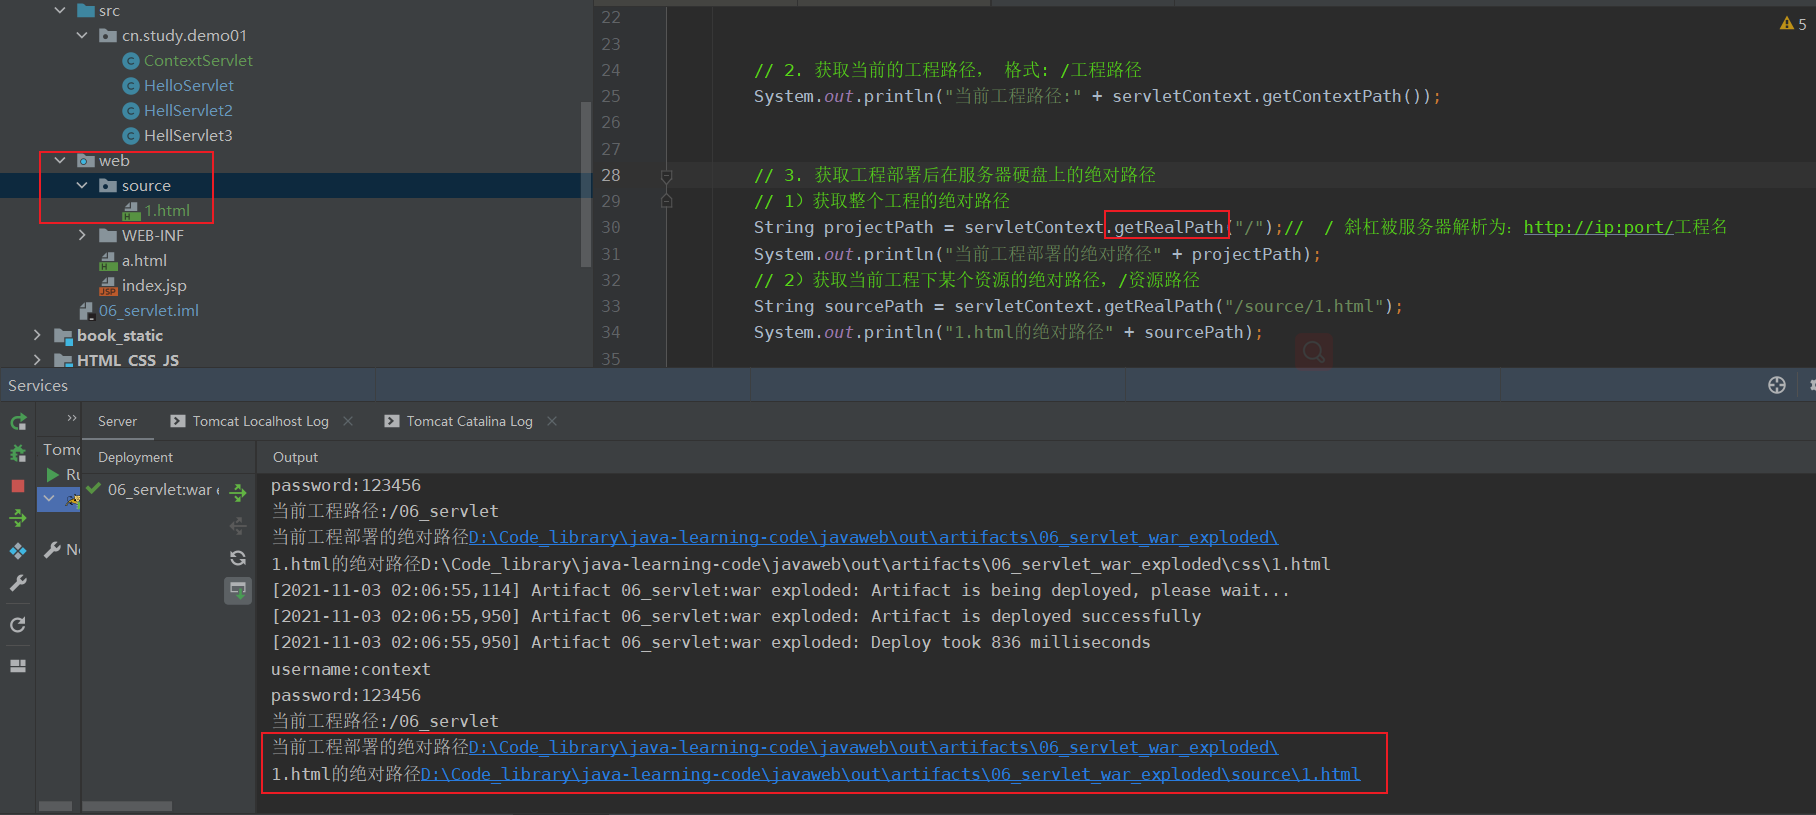 src
cn.study.demo01
ContextServlet
HelloServlet
HellServlet2
HellServlet3
web
source
1.html
WEB-INF
a.html
index.jsp
06_servlet.iml
book_static
HTML_CSS_JS
22
23
24 // 2. 获取当前的工程路径， 格式: /工程路径
25 System.out.println("当前工程路径:" + servletContext.getContextPath());
26
27
28 // 3. 获取工程部署后在服务器硬盘上的绝对路径
29 // 1）获取整个工程的绝对路径
30 String projectPath = servletContext.getRealPath("/");// / 斜杠被服务器解析为：http://ip:port/工程名
31 System.out.println("当前工程部署的绝对路径" + projectPath);
32 // 2）获取当前工程下某个资源的绝对路径，/资源路径
33 String sourcePath = servletContext.getRealPath("/source/1.html");
34 System.out.println("1.html的绝对路径" + sourcePath);
35
5
Services
Server Tomcat Localhost Log Tomcat Catalina Log
Tomc
Ru
Deployment
06_servlet:war e
Output
password:123456
当前工程路径:/06_servlet
当前工程部署的绝对路径D:\Code_library\java-learning-code\javaweb\out\artifacts\06_servlet_war_exploded\
1.html的绝对路径D:\Code_library\java-learning-code\javaweb\out\artifacts\06_servlet_war_exploded\css\1.html
[2021-11-03 02:06:55,114] Artifact 06_servlet:war exploded: Artifact is being deployed, please wait...
[2021-11-03 02:06:55,950] Artifact 06_servlet:war exploded: Artifact is deployed successfully
[2021-11-03 02:06:55,950] Artifact 06_servlet:war exploded: Deploy took 836 milliseconds
username:context
password:123456
当前工程路径:/06_servlet
当前工程部署的绝对路径D:\Code_library\java-learning-code\javaweb\out\artifacts\06_servlet_war_exploded\
1.html的绝对路径D:\Code_library\java-learning-code\javaweb\out\artifacts\06_servlet_war_exploded\source\1.html